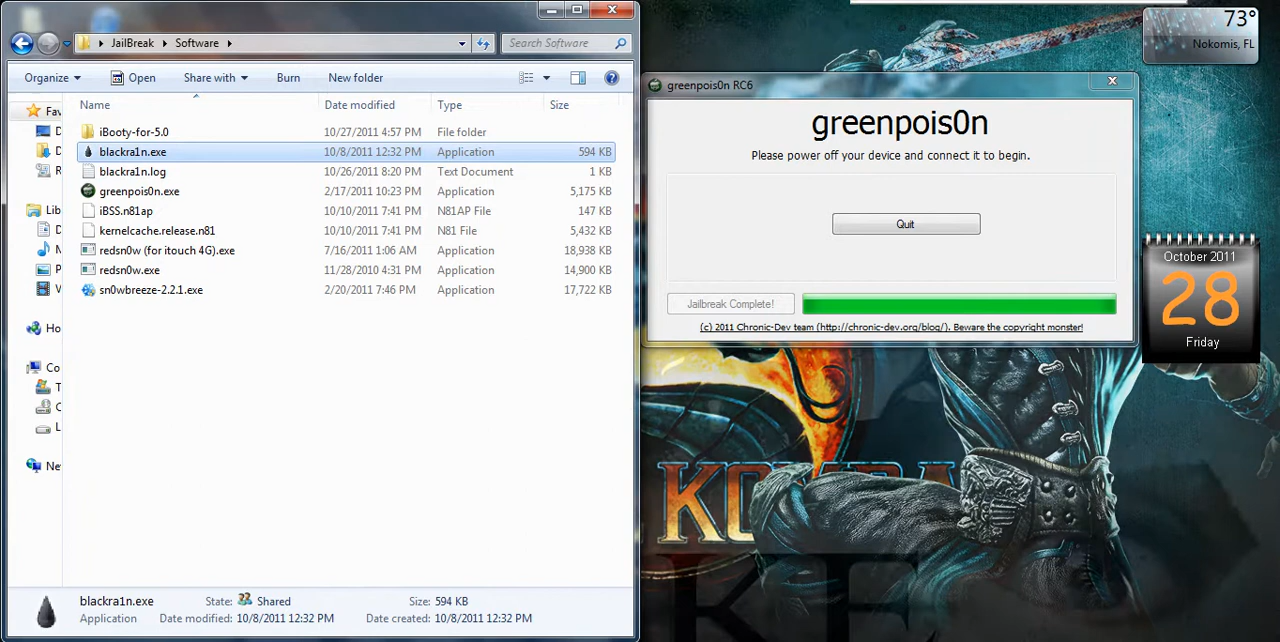 JailBreak Software
Search Software
Organize Open Share with Burn New folder
Name Date modified Type Size
iBooty-for-5.0 10/27/2011 4:57 PM File folder
blackra1n.exe 10/8/2011 12:32 PM Application 594 KB
blackra1n.log 10/26/2011 8:20 PM Text Document 1 KB
greenpois0n.exe 2/17/2011 10:23 PM Application 5,175 KB
iBSS.n81ap 10/10/2011 7:41 PM N81AP File 147 KB
kernelcache.release.n81 10/10/2011 7:41 PM N81 File 5,432 KB
redsn0w (for itouch 4G).exe 7/16/2011 1:06 AM Application 18,938 KB
redsn0w.exe 11/28/2010 4:31 PM Application 14,900 KB
sn0wbreeze-2.2.1.exe 2/20/2011 7:46 PM Application 17,722 KB
Fav
D
D
R
Lib
D
N
P
V
Ho
Co
T
C
L
Ne
blackra1n.exe State: Shared Size: 594 KB
Application Date modified: 10/8/2011 12:32 PM Date created: 10/8/2011 12:32 PM
greenpois0n RC6
greenpois0n
Please power off your device and connect it to begin.
Quit
Jailbreak Complete!
(c) 2011 Chronic-Dev team (http://chronic-dev.org/blog/). Beware the copyright monster!
73°
Nokomis, FL
October 2011
28
Friday